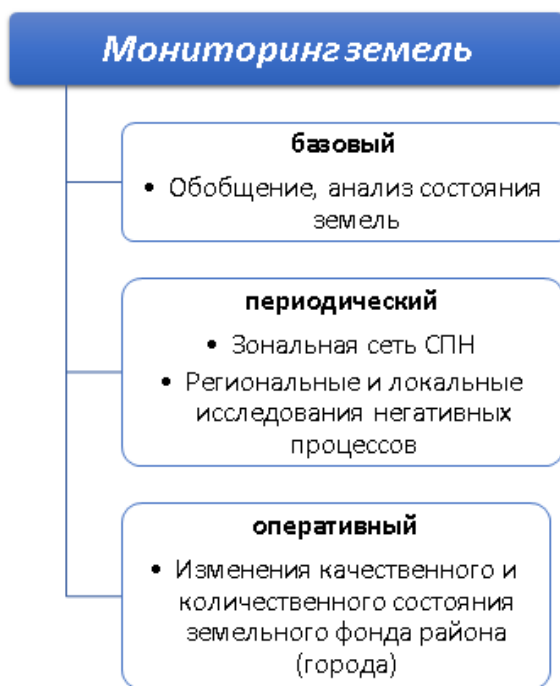 Мониторинг земель
базовый
• Обобщение, анализ состояния
земель
периодический
• Зональная сеть СПН
• Региональные и локальные
исследования негативных
процессов
оперативный
• Изменения качественного и
количественного состояния
земельного фонда района
(города)